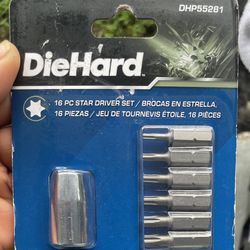 DHP55281
DieHard
16 PC STAR DRIVER SET / BROCAS EN ESTRELLA,
16 PIEZAS / JEU DE TOURNEVIS ÉTOILE, 16 PIÈCES